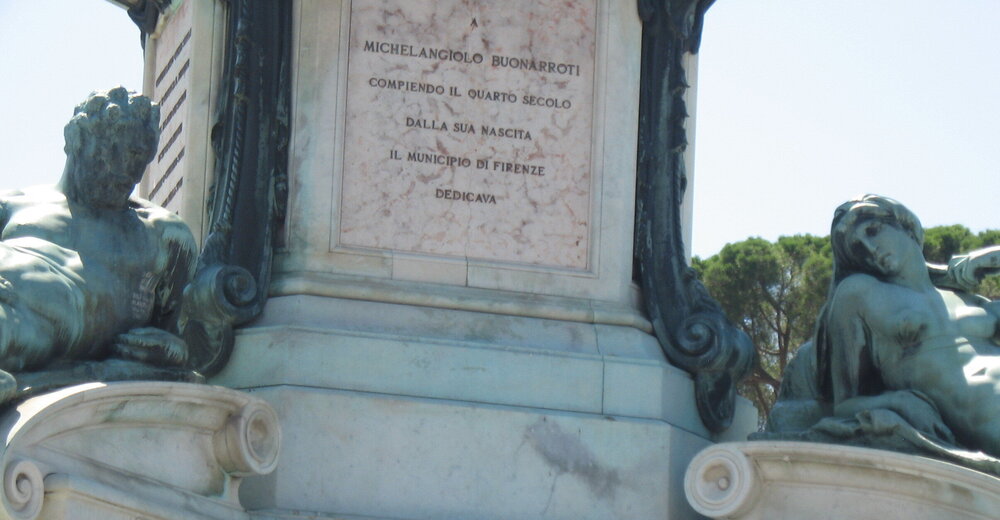 A
MICHELANGIOLO BUONARROTI
COMPIENDO IL QUARTO SECOLO
DALLA SUA NASCITA
IL MUNICIPIO DI FIRENZE
DEDICAVA